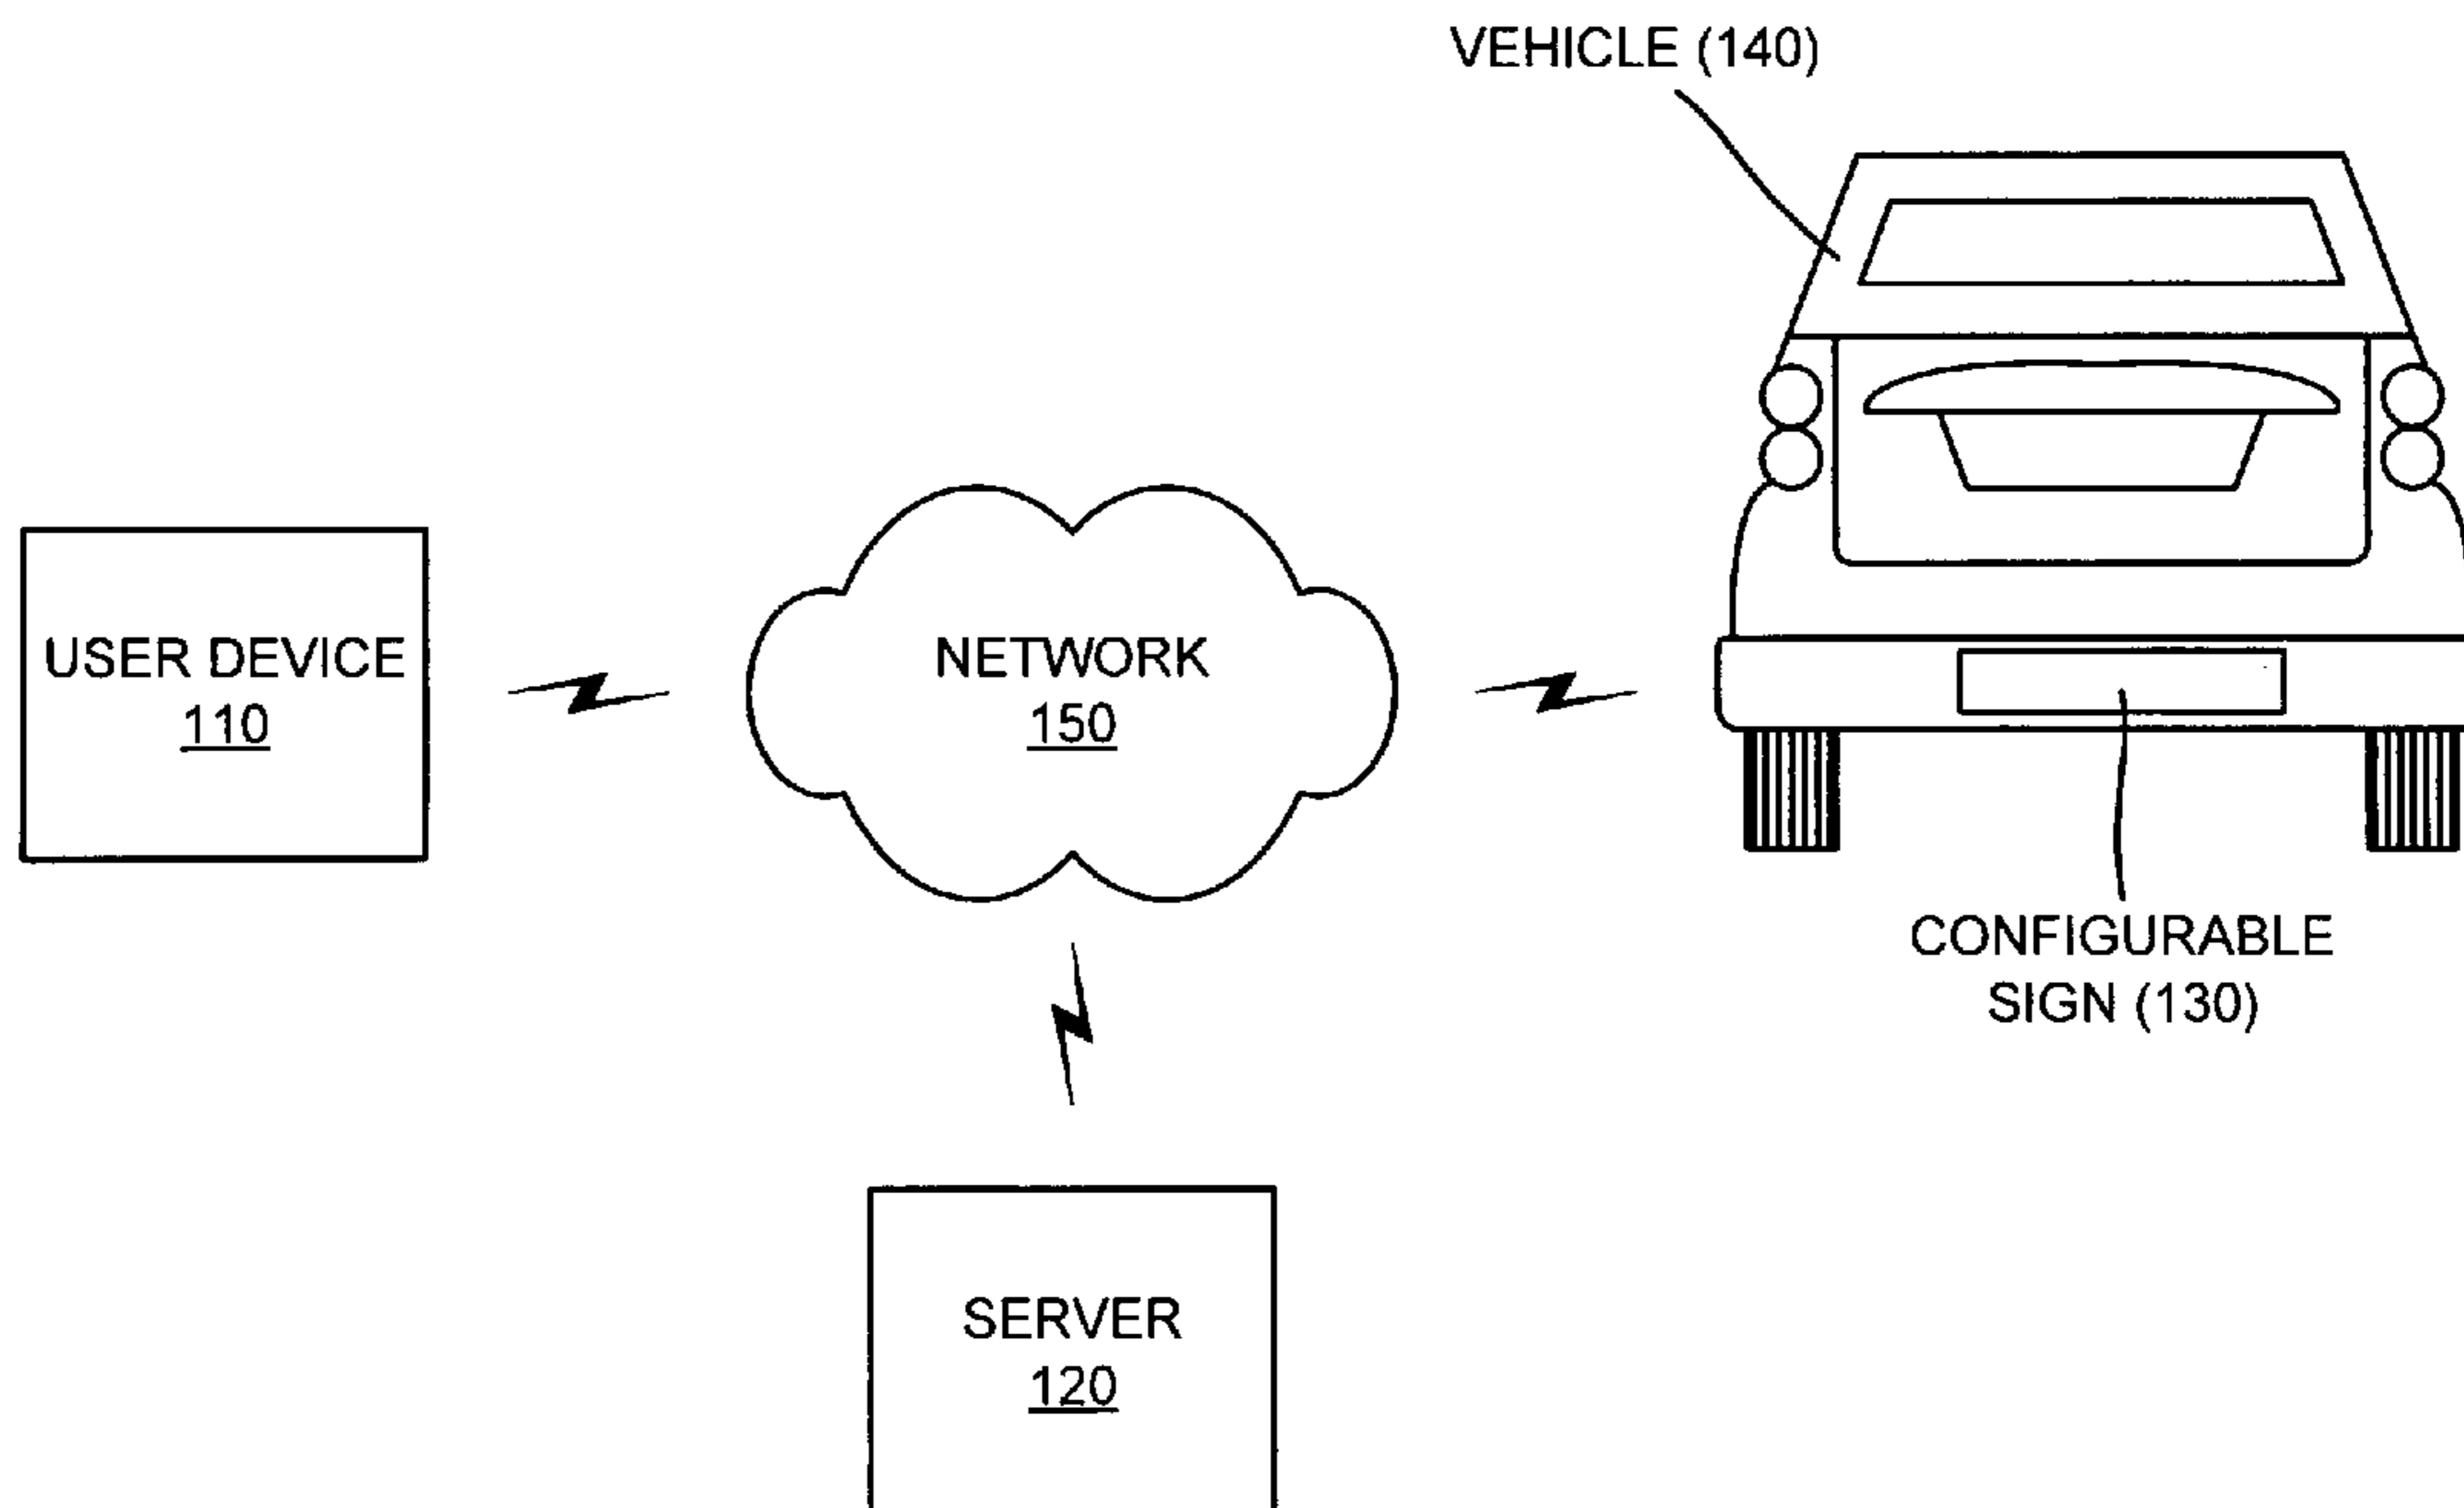 VEHICLE (140)
USER DEVICE
110
NETWORK
150
CONFIGURABLE
SIGN (130)
SERVER
120